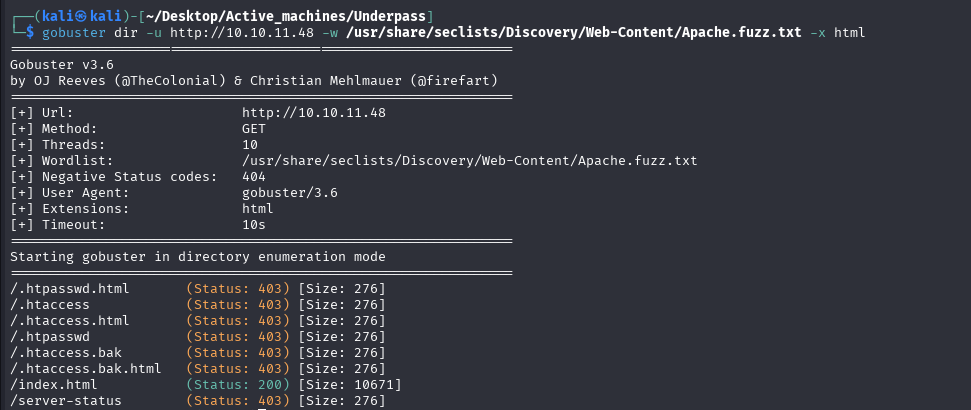 ┌──(kali㉿kali)-[~/Desktop/Active_machines/Underpass]
└─$ gobuster dir -u http://10.10.11.48 -w /usr/share/seclists/Discovery/Web-Content/Apache.fuzz.txt -x html
===============================================================
Gobuster v3.6
by OJ Reeves (@TheColonial) & Christian Mehlmauer (@firefart)
===============================================================
[+] Url:                     http://10.10.11.48
[+] Method:                  GET
[+] Threads:                 10
[+] Wordlist:                /usr/share/seclists/Discovery/Web-Content/Apache.fuzz.txt
[+] Negative Status codes:   404
[+] User Agent:              gobuster/3.6
[+] Extensions:              html
[+] Timeout:                 10s
===============================================================
Starting gobuster in directory enumeration mode
===============================================================
/.htpasswd.html       (Status: 403) [Size: 276]
/.htaccess            (Status: 403) [Size: 276]
/.htaccess.html       (Status: 403) [Size: 276]
/.htpasswd            (Status: 403) [Size: 276]
/.htaccess.bak        (Status: 403) [Size: 276]
/.htaccess.bak.html   (Status: 403) [Size: 276]
/index.html           (Status: 200) [Size: 10671]
/server-status        (Status: 403) [Size: 276]